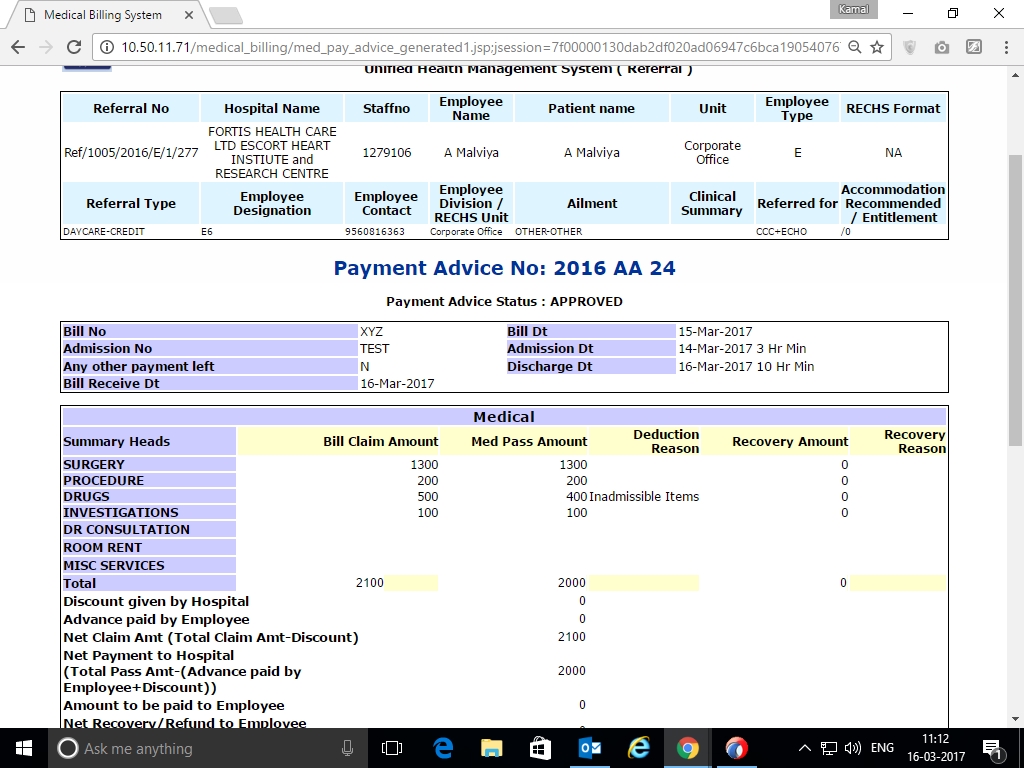 Medical Billing System
Kamal
10.50.11.71/medical_billing/med_pay_advice_generated1.jsp;jsession=7f00000130dab2df020ad06947c6bca19054076
Unified Health Management System ( Referral )
Referral No Hospital Name Staffno Employee Name Patient name Unit Employee Type RECHS Format
Ref/1005/2016/E/1/277 FORTIS HEALTH CARE LTD ESCORT HEART INSTIUTE and RESEARCH CENTRE 1279106 A Malviya A Malviya Corporate Office E NA
Referral Type Employee Designation Employee Contact Employee Division / RECHS Unit Ailment Clinical Summary Referred for Accommodation Recommended / Entitlement
DAYCARE-CREDIT E6 9560816363 Corporate Office OTHER-OTHER CCC+ECHO /0
Payment Advice No: 2016 AA 24
Payment Advice Status : APPROVED
Bill No XYZ Bill Dt 15-Mar-2017
Admission No TEST Admission Dt 14-Mar-2017 3 Hr Min
Any other payment left N Discharge Dt 16-Mar-2017 10 Hr Min
Bill Receive Dt 16-Mar-2017
Medical
Summary Heads Bill Claim Amount Med Pass Amount Deduction Reason Recovery Amount Recovery Reason
SURGERY 1300 1300 0
PROCEDURE 200 200 0
DRUGS 500 400 Inadmissible Items 0
INVESTIGATIONS 100 100 0
DR CONSULTATION
ROOM RENT
MISC SERVICES
Total 2100 2000 0
Discount given by Hospital 0
Advance paid by Employee 0
Net Claim Amt (Total Claim Amt-Discount) 2100
Net Payment to Hospital
(Total Pass Amt-(Advance paid by 2000
Employee+Discount))
Amount to be paid to Employee 0
Net Recovery/Refund to Employee
Ask me anything
ENG
11:12
16-03-2017
1